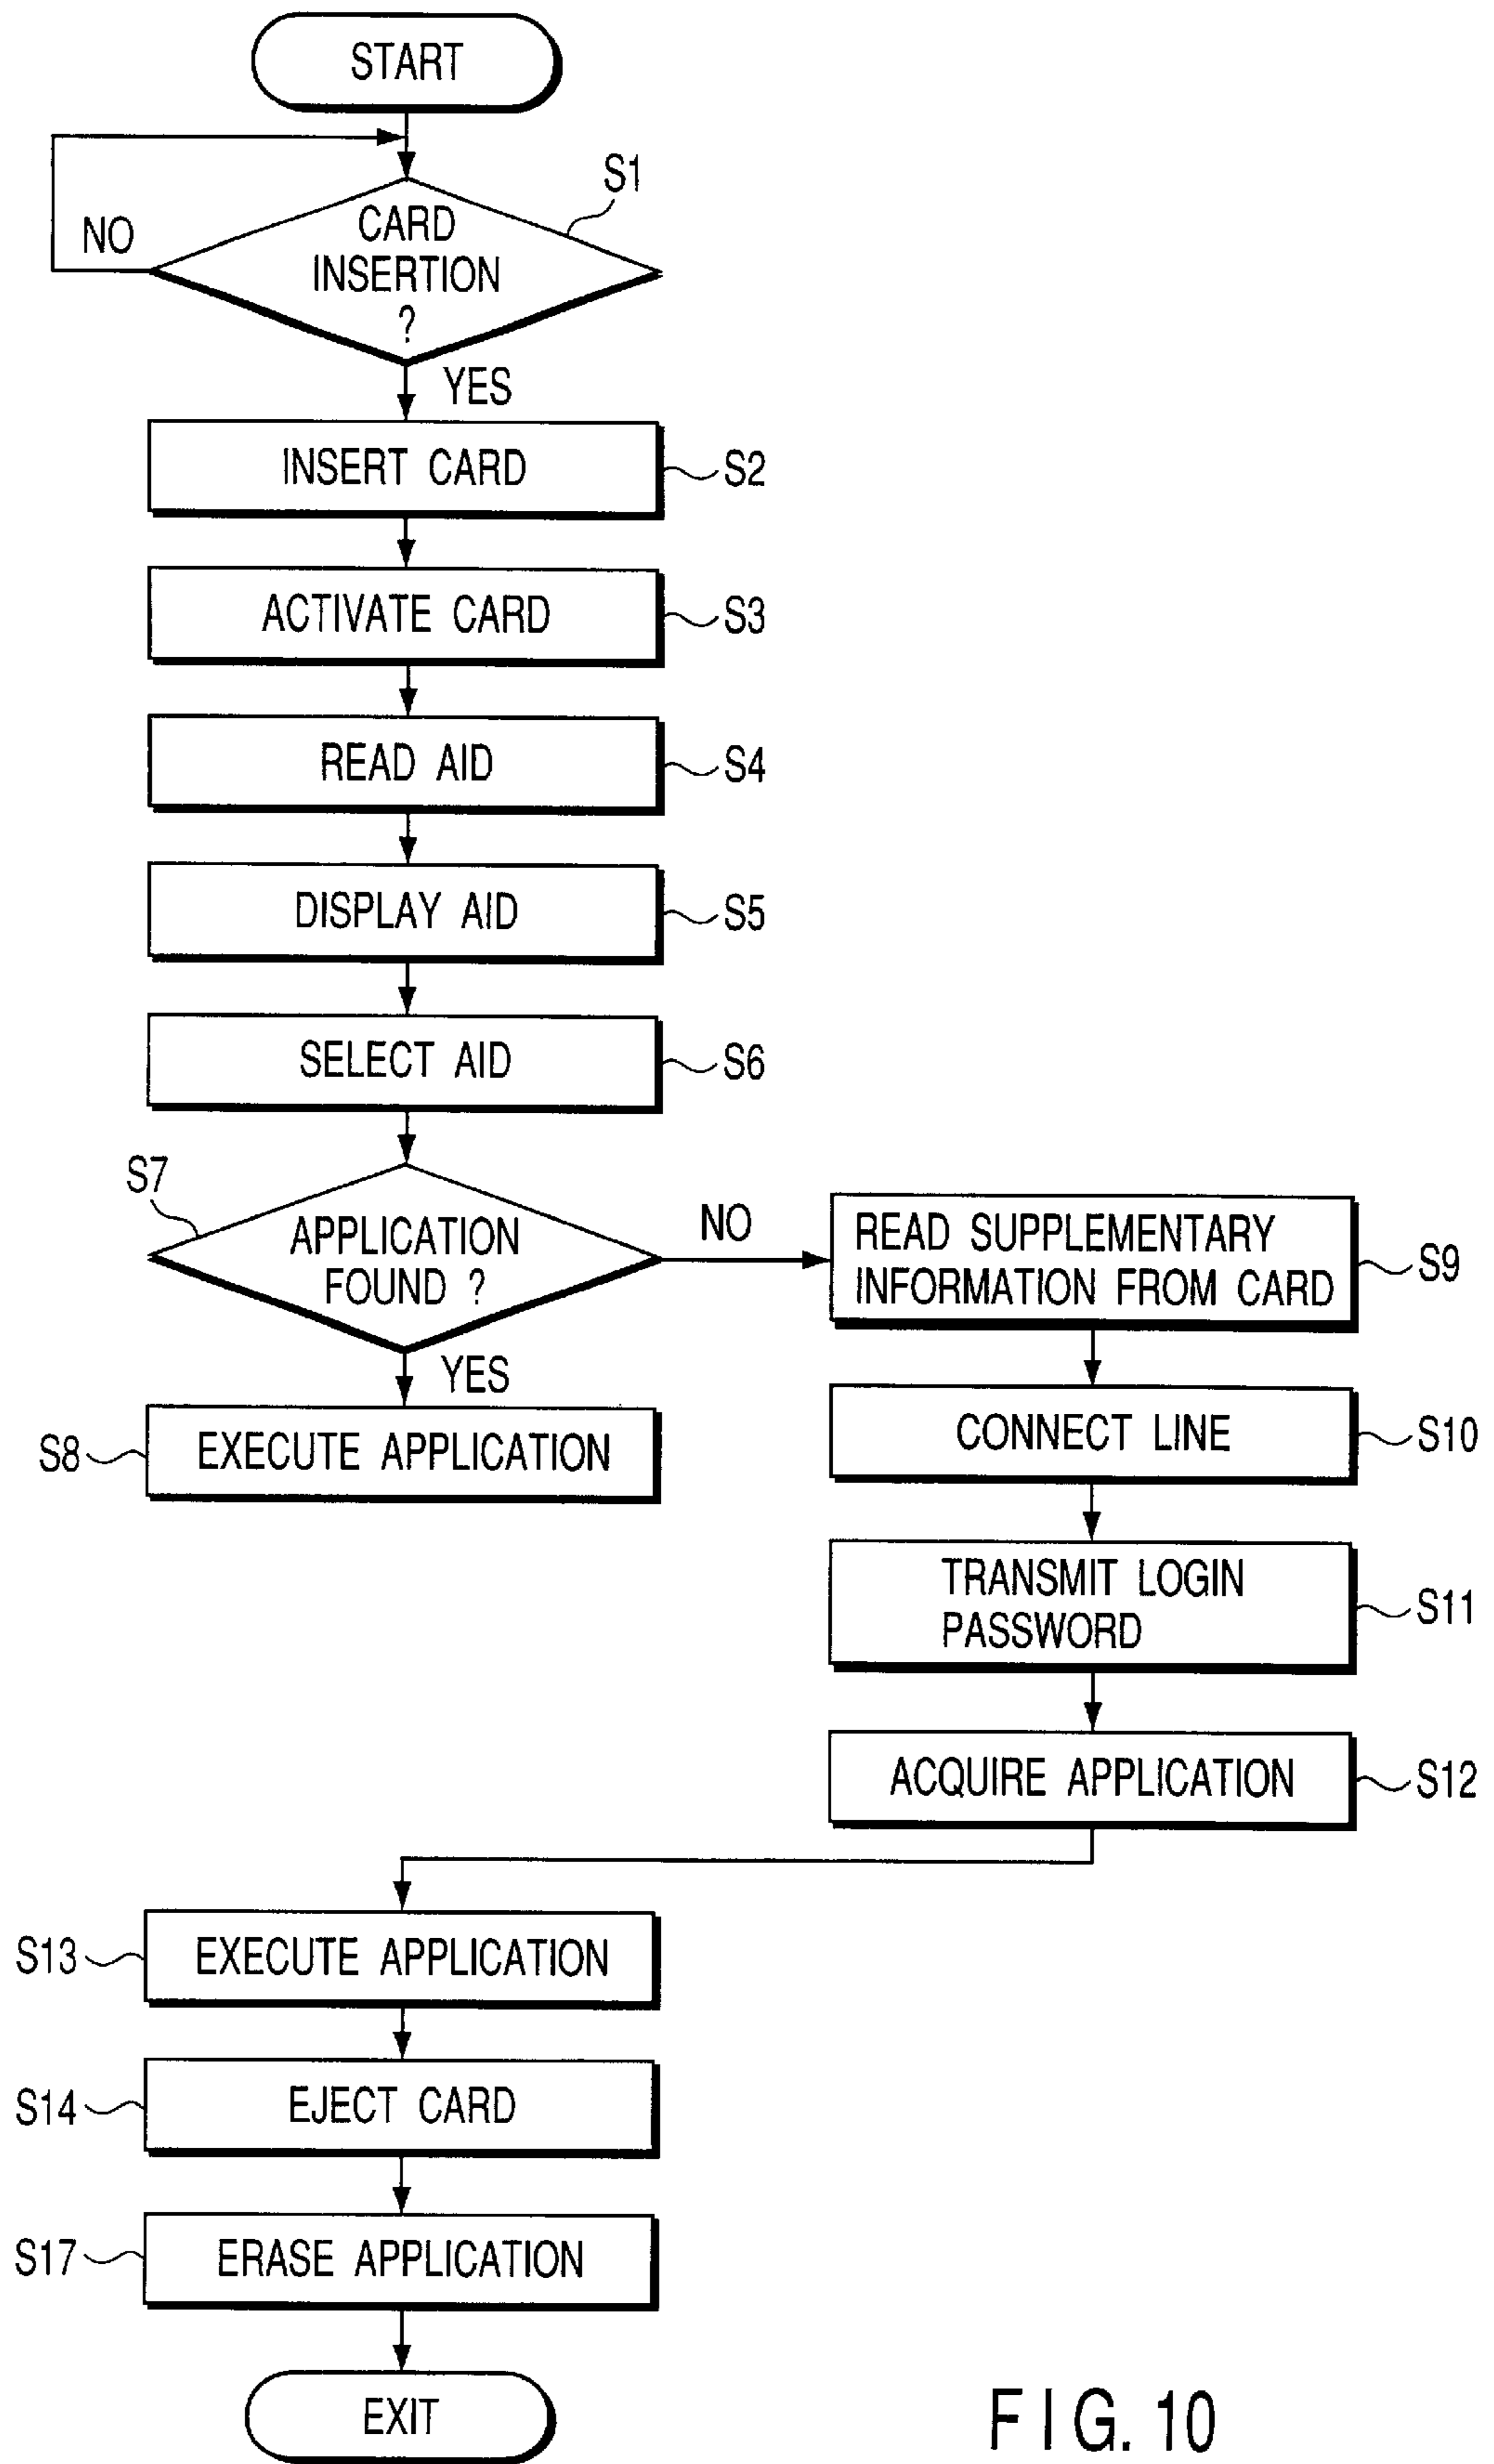 START
S1
CARD
INSERTION
?
NO
YES
INSERT CARD
S2
ACTIVATE CARD
S3
READ AID
S4
DISPLAY AID
S5
SELECT AID
S6
S7
APPLICATION
FOUND ?
NO
YES
S8
EXECUTE APPLICATION
READ SUPPLEMENTARY
INFORMATION FROM CARD
S9
CONNECT LINE
S10
TRANSMIT LOGIN
PASSWORD
S11
ACQUIRE APPLICATION
S12
S13
EXECUTE APPLICATION
S14
EJECT CARD
S17
ERASE APPLICATION
EXIT
FIG. 10